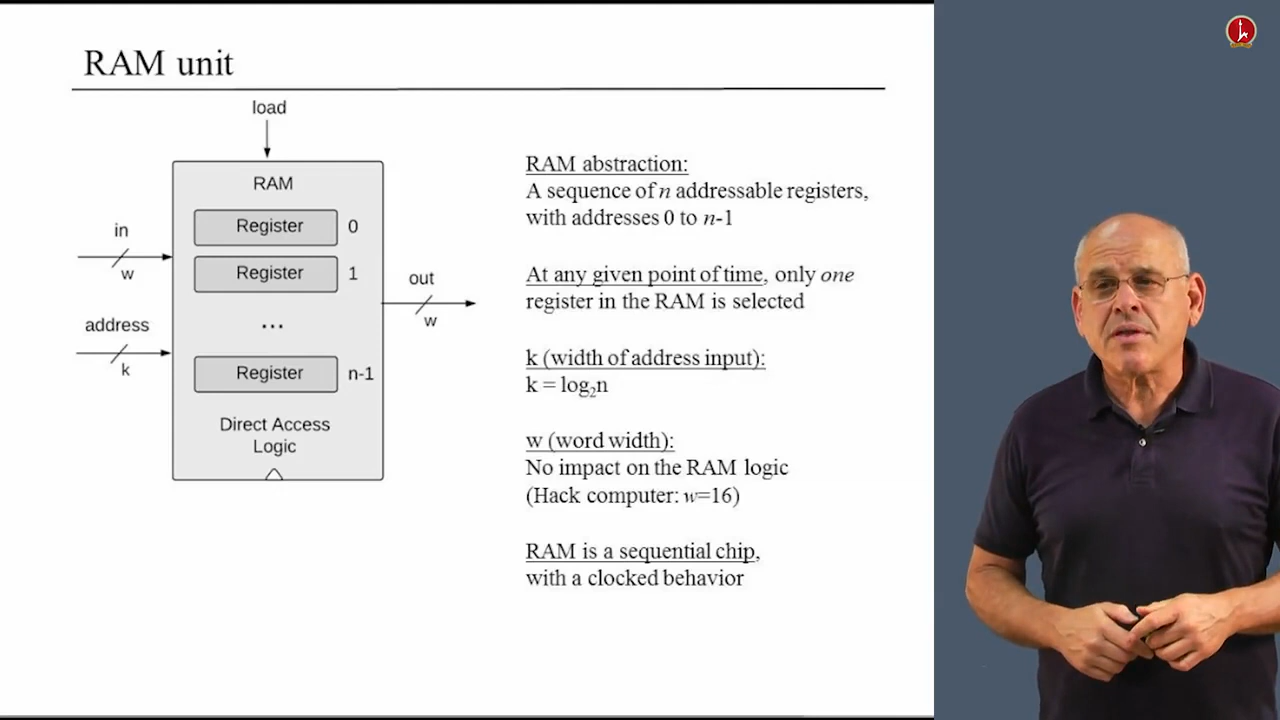 RAM unit
load
RAM
Register 0
in
w
Register 1
out
w
address
k
...
Register n-1
Direct Access
Logic
RAM abstraction:
A sequence of n addressable registers,
with addresses 0 to n-1
At any given point of time, only one
register in the RAM is selected
k (width of address input):
k = log₂n
w (word width):
No impact on the RAM logic
(Hack computer: w=16)
RAM is a sequential chip,
with a clocked behavior